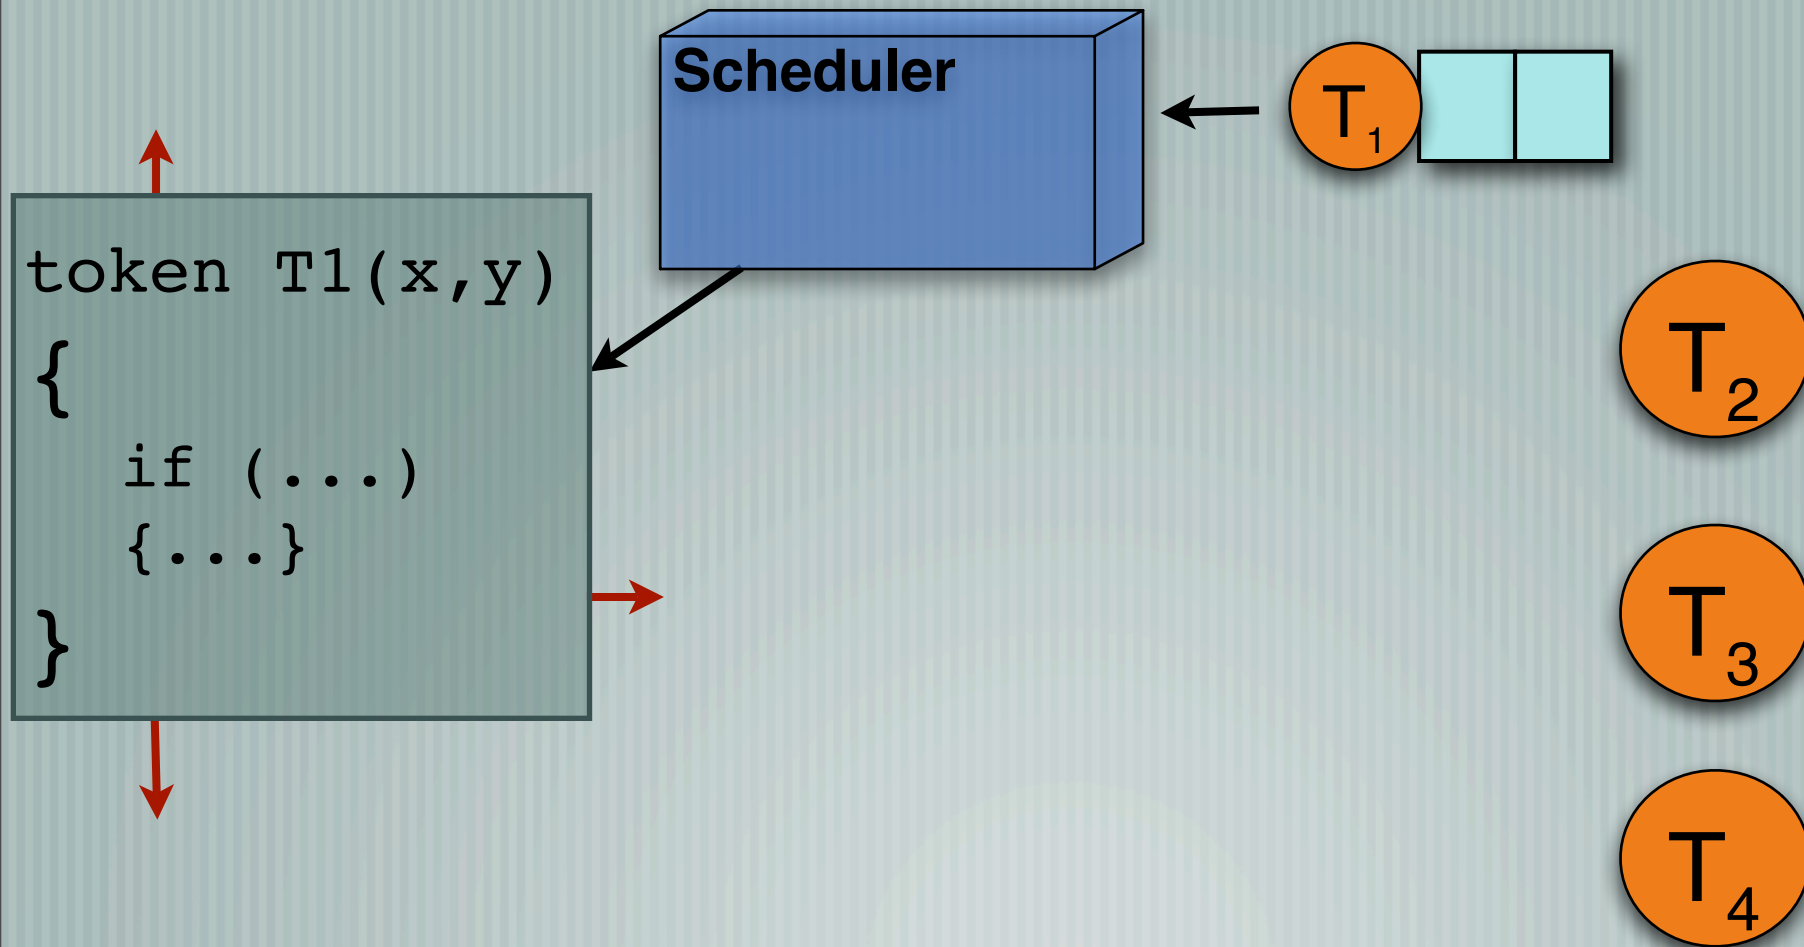 Scheduler
T1
token T1(x,y)
{
if (...)
{...}
}
T2
T3
T4